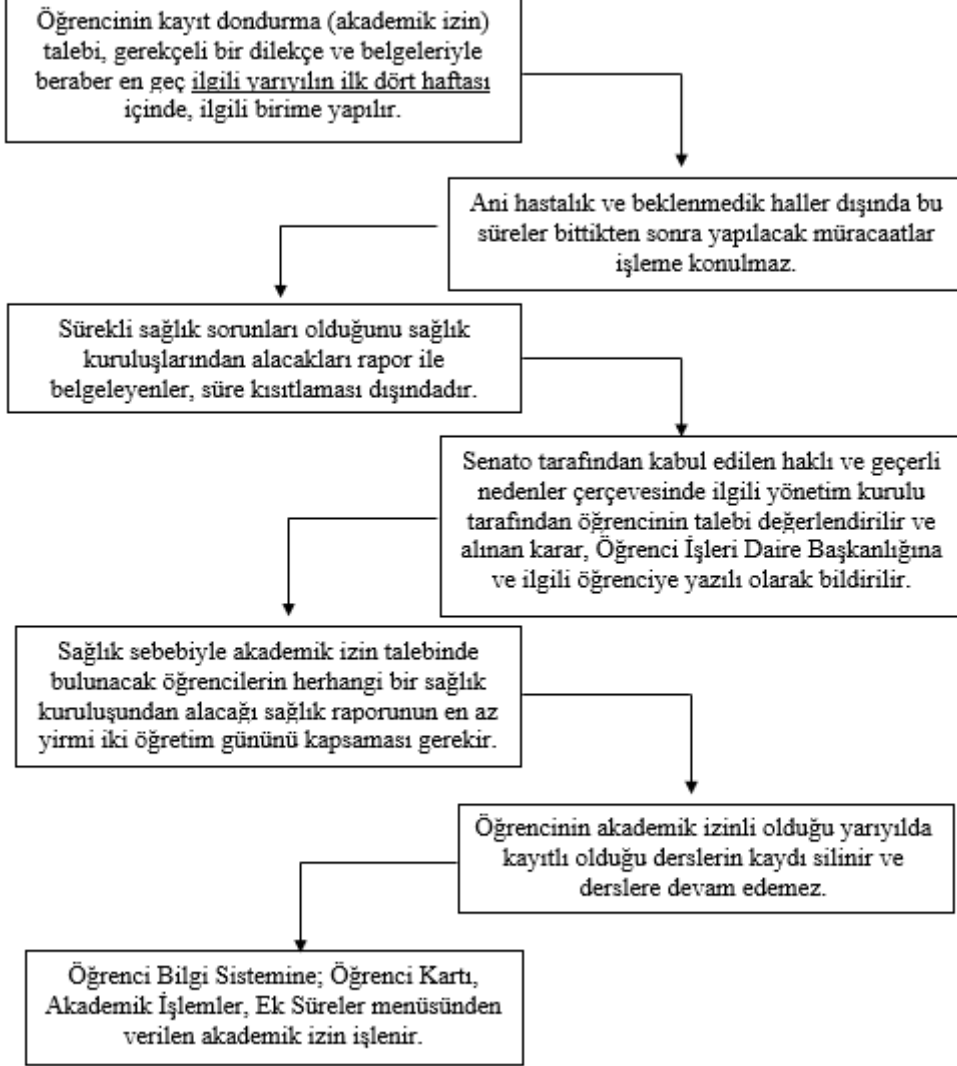 Öğrencinin kayıt dondurma (akademik izin)
talebi, gerekçeli bir dilekçe ve belgeleriyle
beraber en geç ilgili yarıyılın ilk dört haftası
içinde, ilgili birime yapılır.
Ani hastalık ve beklenmedik haller dışında bu
süreler bittikten sonra yapılacak müracaatlar
işleme konulmaz.
Sürekli sağlık sorunları olduğunu sağlık
kuruluşlarından alacakları rapor ile
belgeleyenler, süre kısıtlaması dışındadır.
Senato tarafından kabul edilen haklı ve geçerli
nedenler çerçevesinde ilgili yönetim kurulu
tarafından öğrencinin talebi değerlendirilir ve
alınan karar, Öğrenci İşleri Daire Başkanlığına
ve ilgili öğrenciye yazılı olarak bildirilir.
Sağlık sebebiyle akademik izin talebinde
bulunacak öğrencilerin herhangi bir sağlık
kuruluşundan alacağı sağlık raporunun en az
yirmi iki öğretim gününü kapsaması gerekir.
Öğrencinin akademik izinli olduğu yarıyılda
kayıtlı olduğu derslerin kaydı silinir ve
derslere devam edemez.
Öğrenci Bilgi Sistemine; Öğrenci Kartı,
Akademik İşlemler, Ek Süreler menüsünden
verilen akademik izin işlenir.